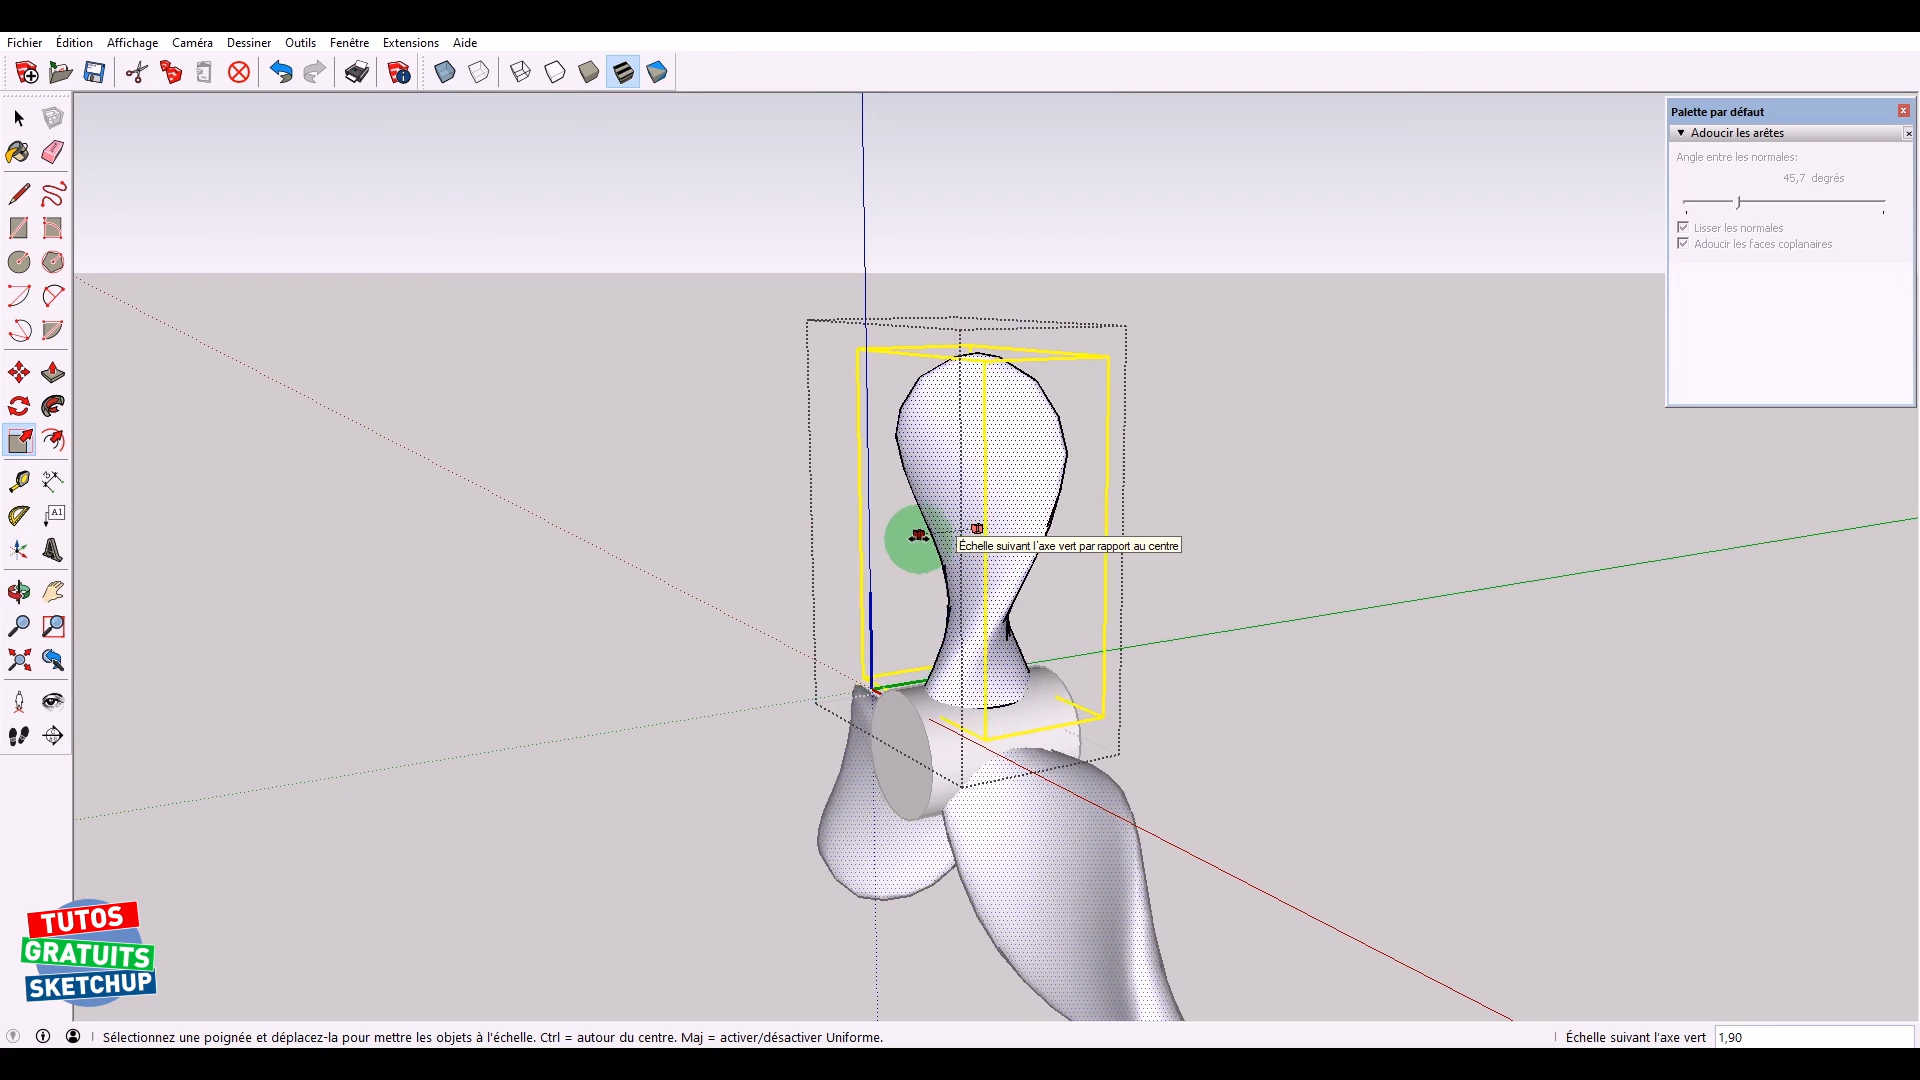 Fichier Édition Affichage Caméra Dessiner Outils Fenêtre Extensions Aide
Palette par défaut
Adoucir les arêtes
Angle entre les normales:
45,7 degrés
Lisser les normales
Adoucir les faces coplanaires
A1
Échelle suivant l'axe vert par rapport au centre
TUTOS
GRATUITS
SKETCHUP
Sélectionnez une poignée et déplacez-la pour mettre les objets à l'échelle. Ctrl = autour du centre. Maj = activer/désactiver Uniforme.
Échelle suivant l'axe vert 1,90